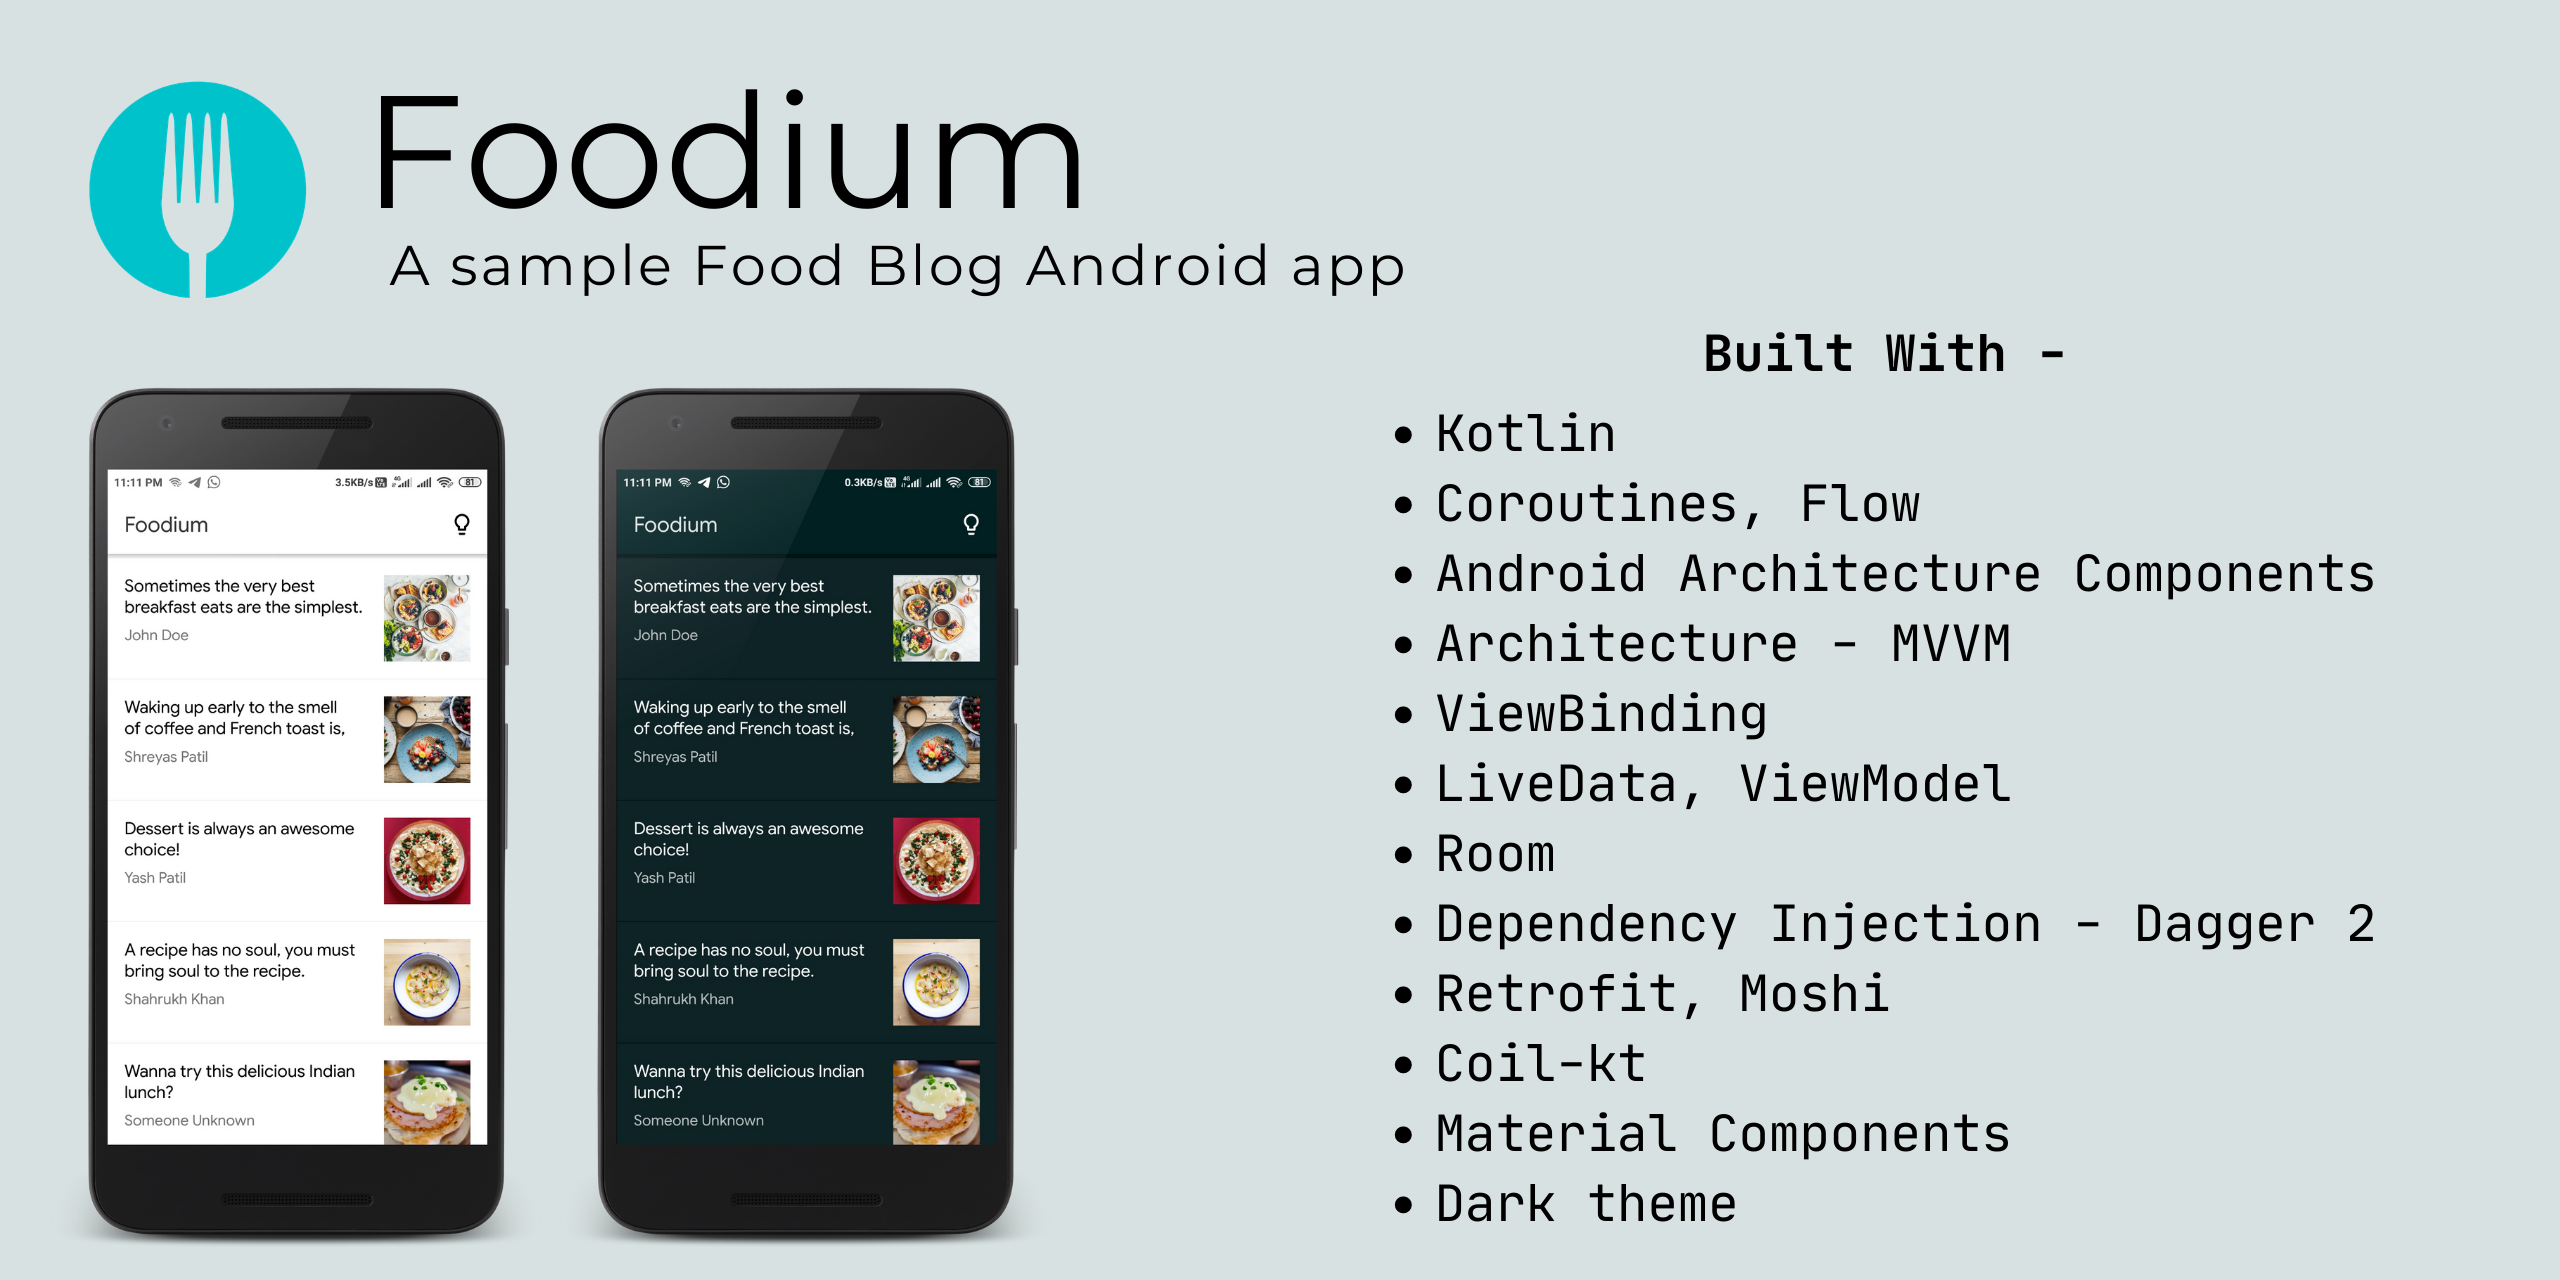 Foodium
A sample Food Blog Android app
11:11 PM
3.5KB/s
4G
81
Foodium
Sometimes the very best
breakfast eats are the simplest.
John Doe
Waking up early to the smell
of coffee and French toast is,
Shreyas Patil
Dessert is always an awesome
choice!
Yash Patil
A recipe has no soul, you must
bring soul to the recipe.
Shahrukh Khan
Wanna try this delicious Indian
lunch?
Someone Unknown
11:11 PM
0.3KB/s
4G
81
Foodium
Sometimes the very best
breakfast eats are the simplest.
John Doe
Waking up early to the smell
of coffee and French toast is,
Shreyas Patil
Dessert is always an awesome
choice!
Yash Patil
A recipe has no soul, you must
bring soul to the recipe.
Shahrukh Khan
Wanna try this delicious Indian
lunch?
Someone Unknown
Built With -
• Kotlin
• Coroutines, Flow
• Android Architecture Components
• Architecture - MVVM
• ViewBinding
• LiveData, ViewModel
• Room
• Dependency Injection - Dagger 2
• Retrofit, Moshi
• Coil-kt
• Material Components
• Dark theme